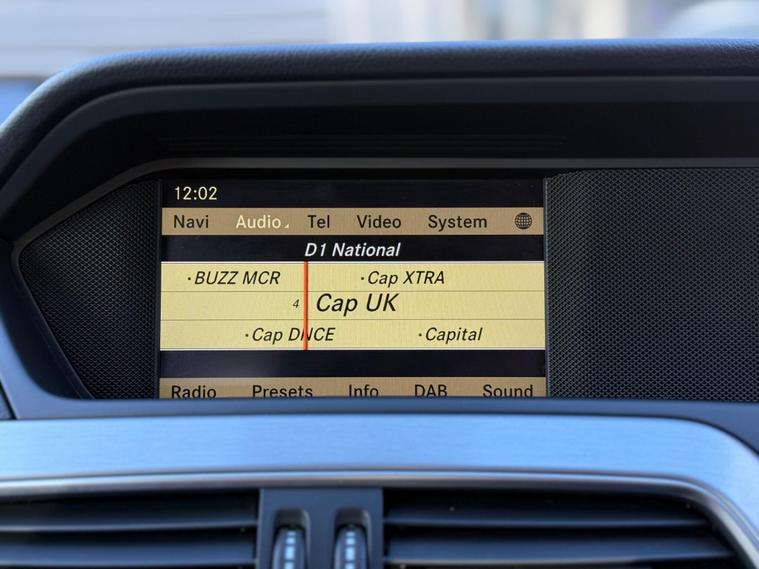 12:02
Navi Audio Tel Video System
D1 National
·BUZZ MCR ·Cap XTRA
4 Cap UK
·Cap DNCE ·Capital
Radio Presets Info DAB Sound